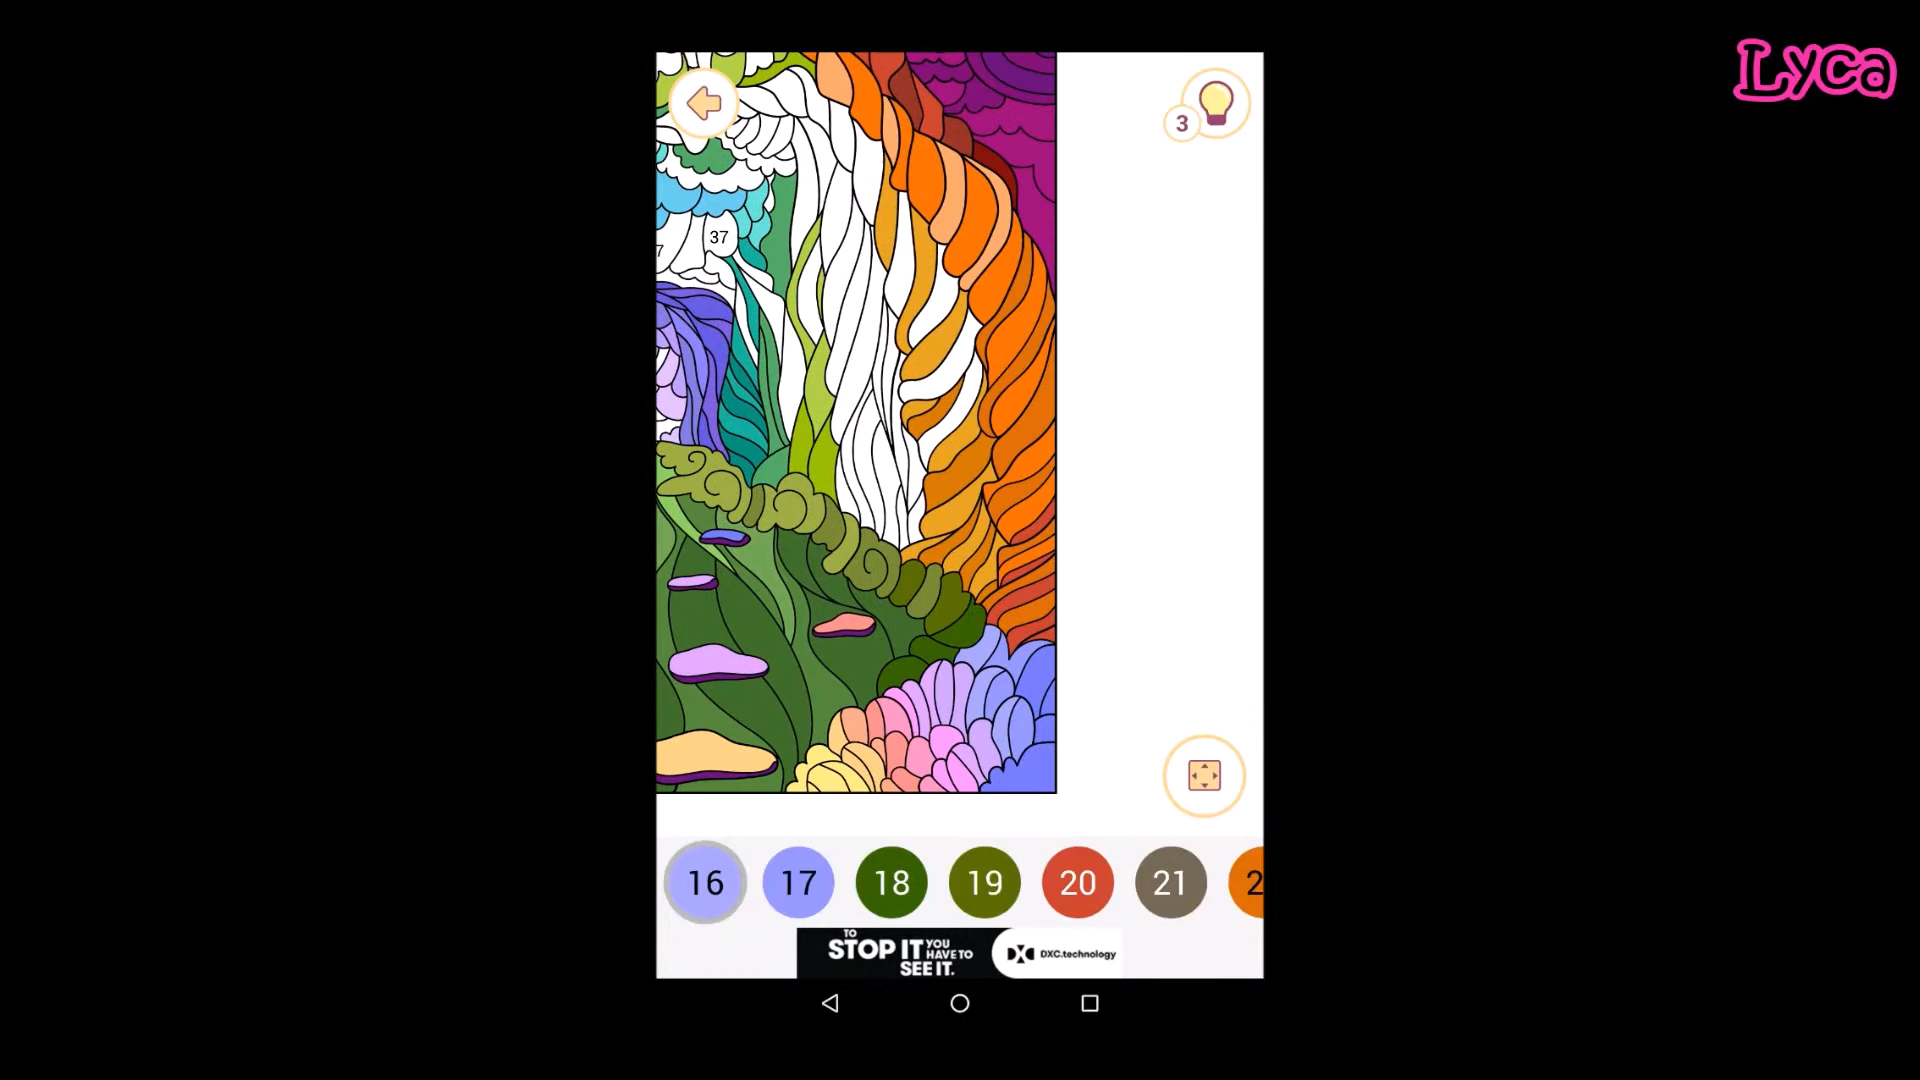 Lyca
3
37
7
16 17 18 19 20 21 2
TO
STOP IT YOU HAVE TO
SEE IT.
DXC.technology